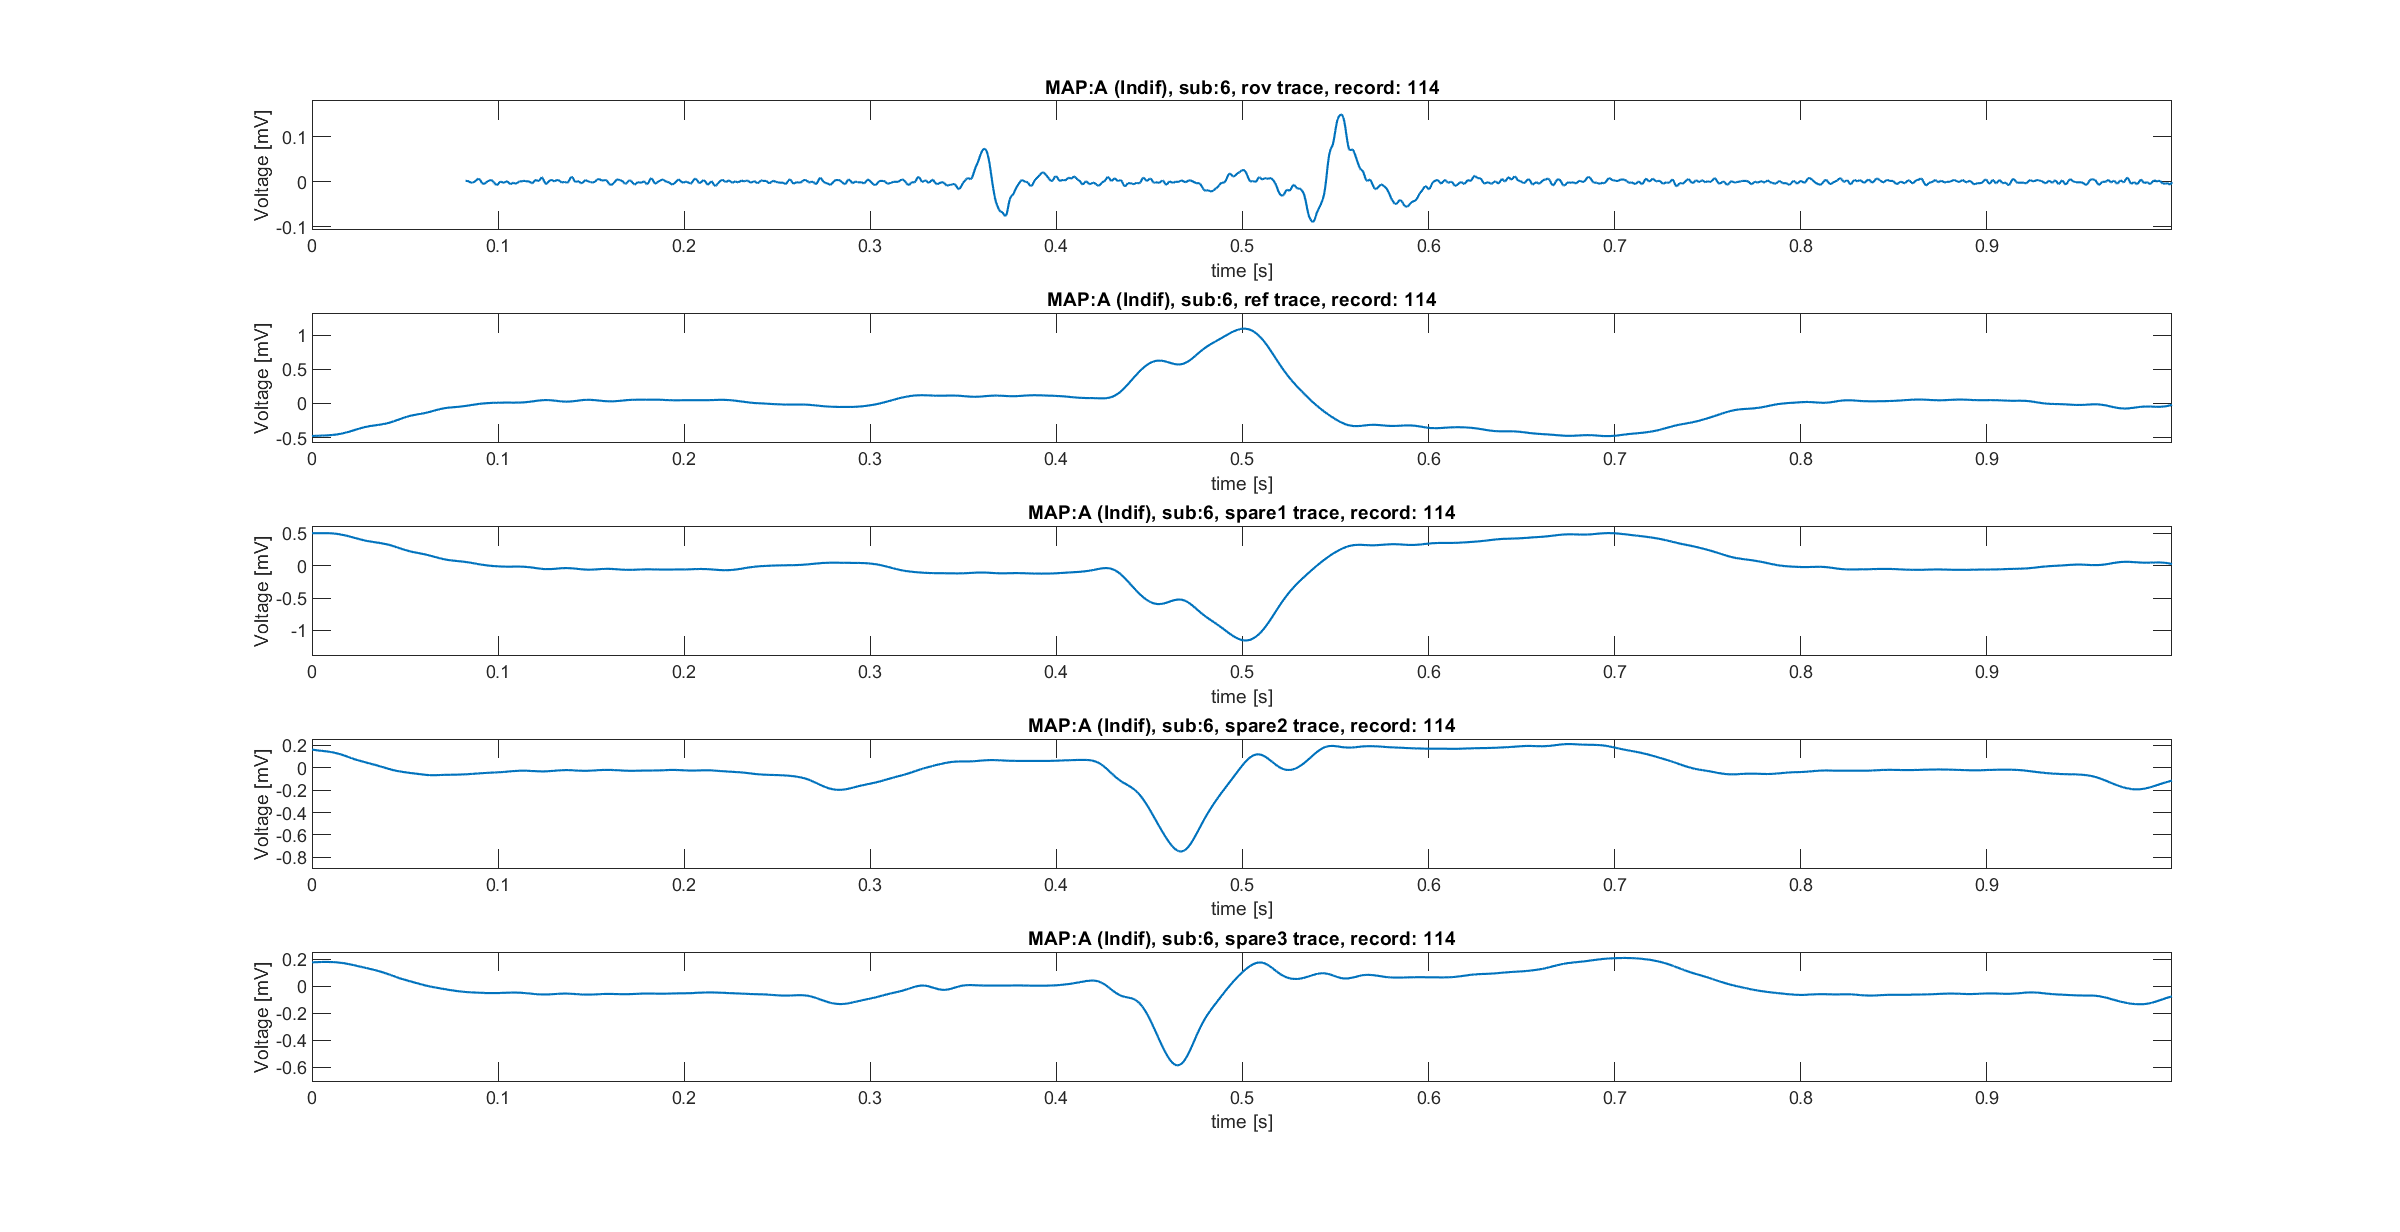 MAP:A (Indif), sub:6, rov trace, record: 114
Voltage [mV]
0.1
0
-0.1
0 0.1 0.2 0.3 0.4 0.5 0.6 0.7 0.8 0.9
time [s]
MAP:A (Indif), sub:6, ref trace, record: 114
Voltage [mV]
1
0.5
0
-0.5
0 0.1 0.2 0.3 0.4 0.5 0.6 0.7 0.8 0.9
time [s]
MAP:A (Indif), sub:6, spare1 trace, record: 114
Voltage [mV]
0.5
0
-0.5
-1
0 0.1 0.2 0.3 0.4 0.5 0.6 0.7 0.8 0.9
time [s]
MAP:A (Indif), sub:6, spare2 trace, record: 114
Voltage [mV]
0.2
0
-0.2
-0.4
-0.6
-0.8
0 0.1 0.2 0.3 0.4 0.5 0.6 0.7 0.8 0.9
time [s]
MAP:A (Indif), sub:6, spare3 trace, record: 114
Voltage [mV]
0.2
0
-0.2
-0.4
-0.6
0 0.1 0.2 0.3 0.4 0.5 0.6 0.7 0.8 0.9
time [s]